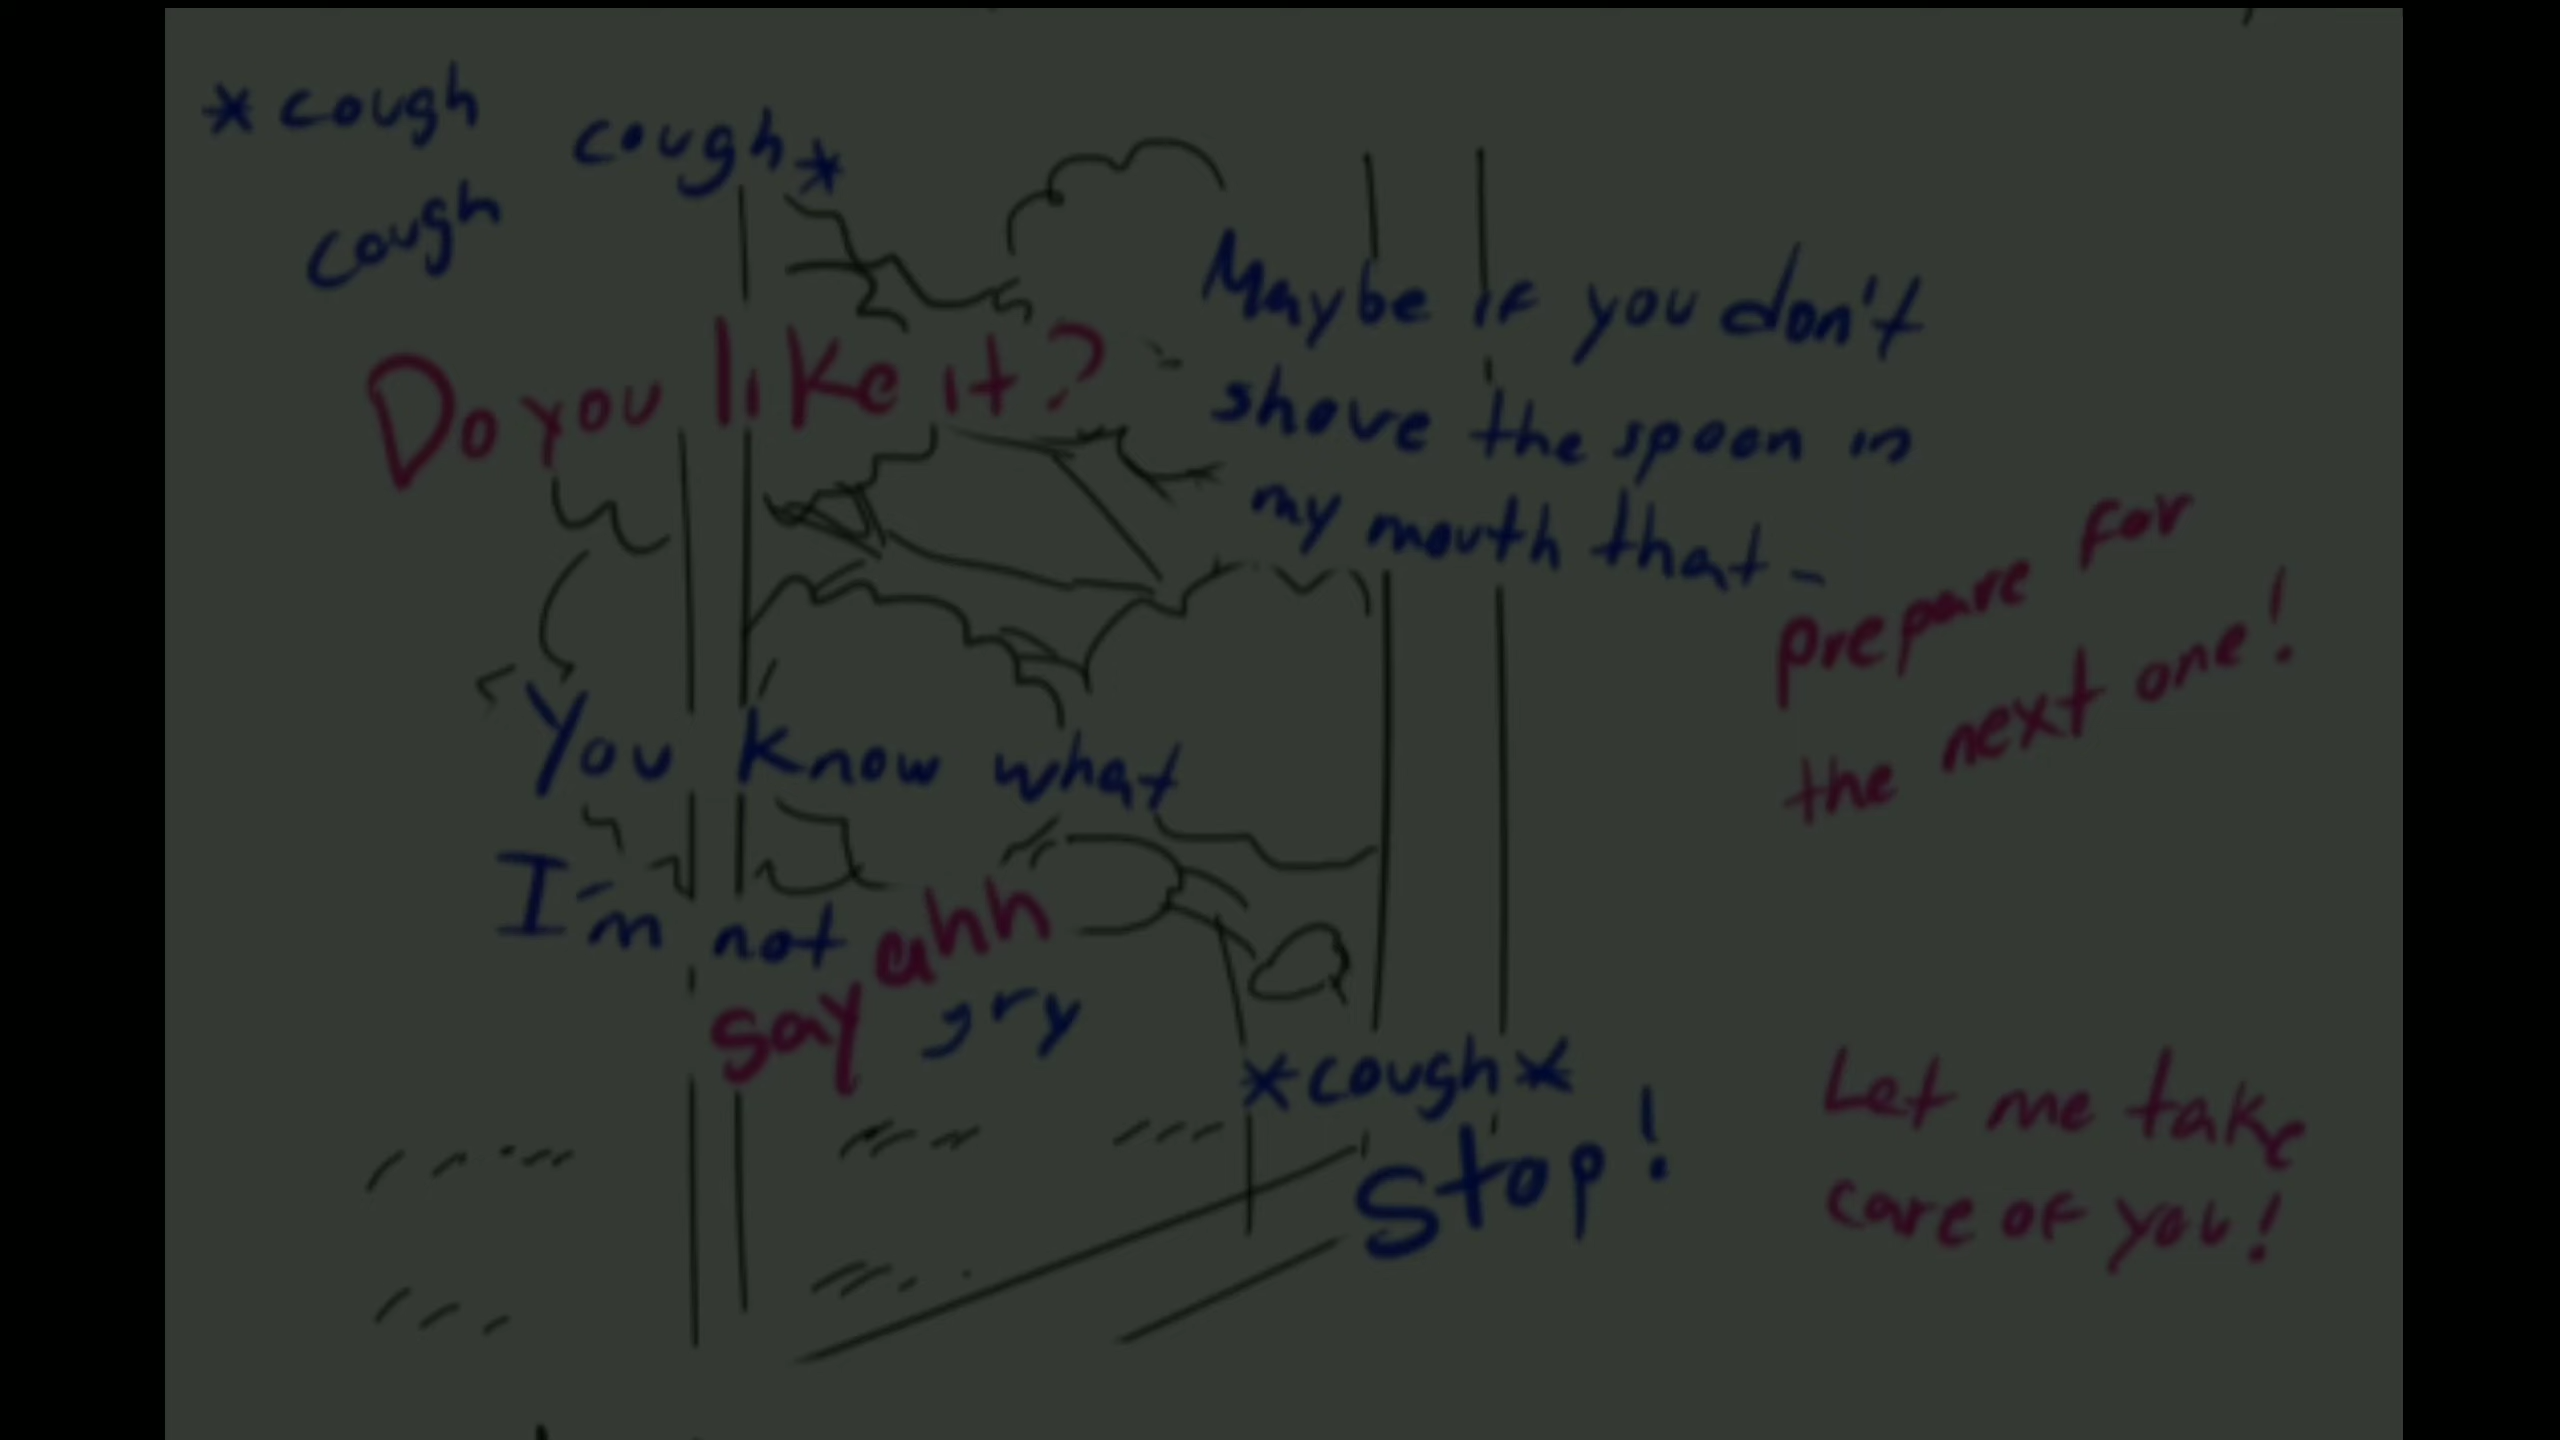 *cough
cough*
cough
Do you like it?
Maybe if you don't
shove the spoon in
my mouth that-
prepare for
the next one!
You know what
I'm not
say ahh
gry
*cough*
Stop!
Let me take
care of you!